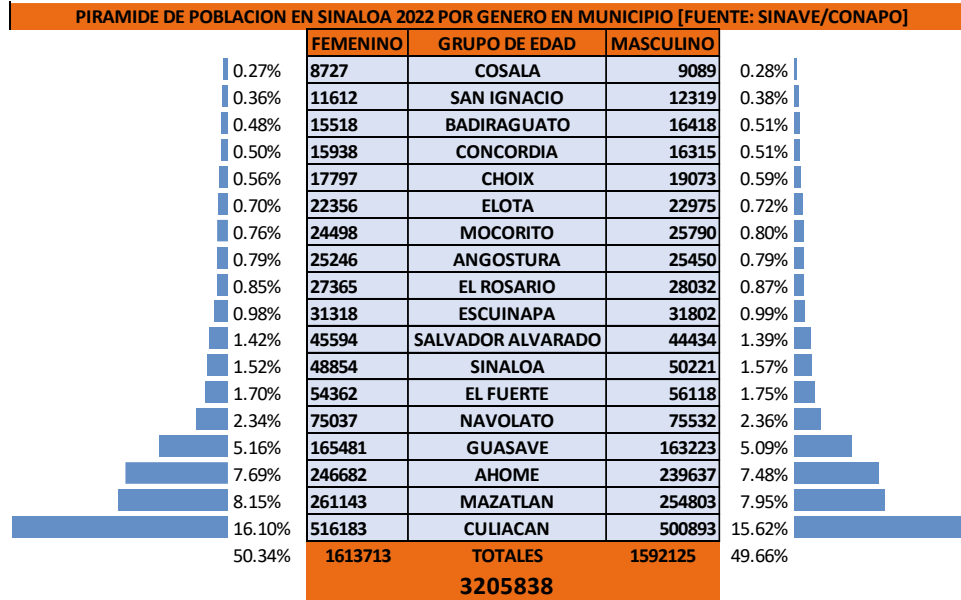 PIRAMIDE DE POBLACION EN SINALOA 2022 POR GENERO EN MUNICIPIO [FUENTE: SINAVE/CONAPO]
FEMENINO GRUPO DE EDAD MASCULINO
0.27% 8727 COSALA 9089 0.28%
0.36% 11612 SAN IGNACIO 12319 0.38%
0.48% 15518 BADIRAGUATO 16418 0.51%
0.50% 15938 CONCORDIA 16315 0.51%
0.56% 17797 CHOIX 19073 0.59%
0.70% 22356 ELOTA 22975 0.72%
0.76% 24498 MOCORITO 25790 0.80%
0.79% 25246 ANGOSTURA 25450 0.79%
0.85% 27365 EL ROSARIO 28032 0.87%
0.98% 31318 ESCUINAPA 31802 0.99%
1.42% 45594 SALVADOR ALVARADO 44434 1.39%
1.52% 48854 SINALOA 50221 1.57%
1.70% 54362 EL FUERTE 56118 1.75%
2.34% 75037 NAVOLATO 75532 2.36%
5.16% 165481 GUASAVE 163223 5.09%
7.69% 246682 AHOME 239637 7.48%
8.15% 261143 MAZATLAN 254803 7.95%
16.10% 516183 CULIACAN 500893 15.62%
50.34% 1613713 TOTALES 1592125 49.66%
3205838